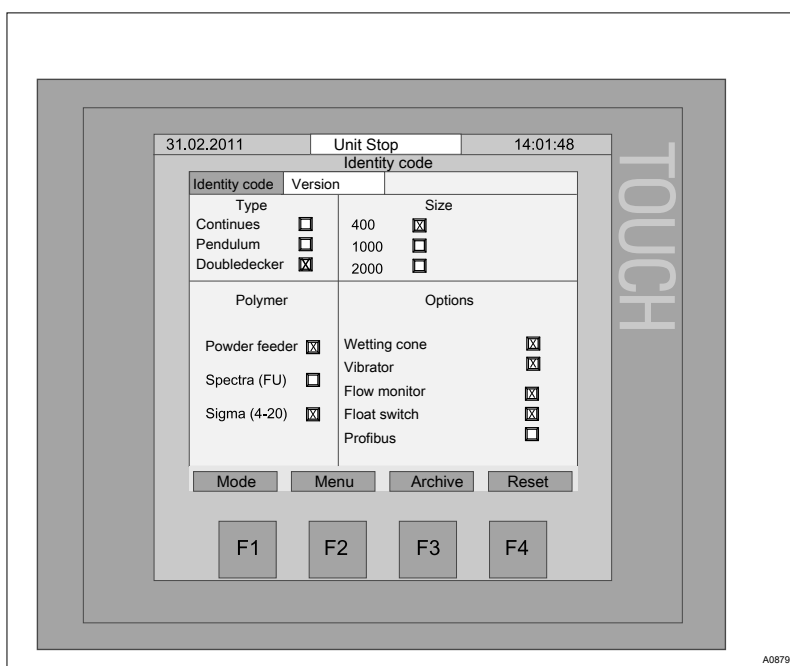 31.02.2011 Unit Stop 14:01:48
Identity code
Identity code Version
Type Size
Continues 400 X
Pendulum 1000
Doubledecker X 2000
Polymer Options
Powder feeder X Wetting cone X
Vibrator X
Spectra (FU)
Flow monitor X
Sigma (4-20) X Float switch X
Profibus
Mode Menu Archive Reset
F1 F2 F3 F4
TOUCH
A0879